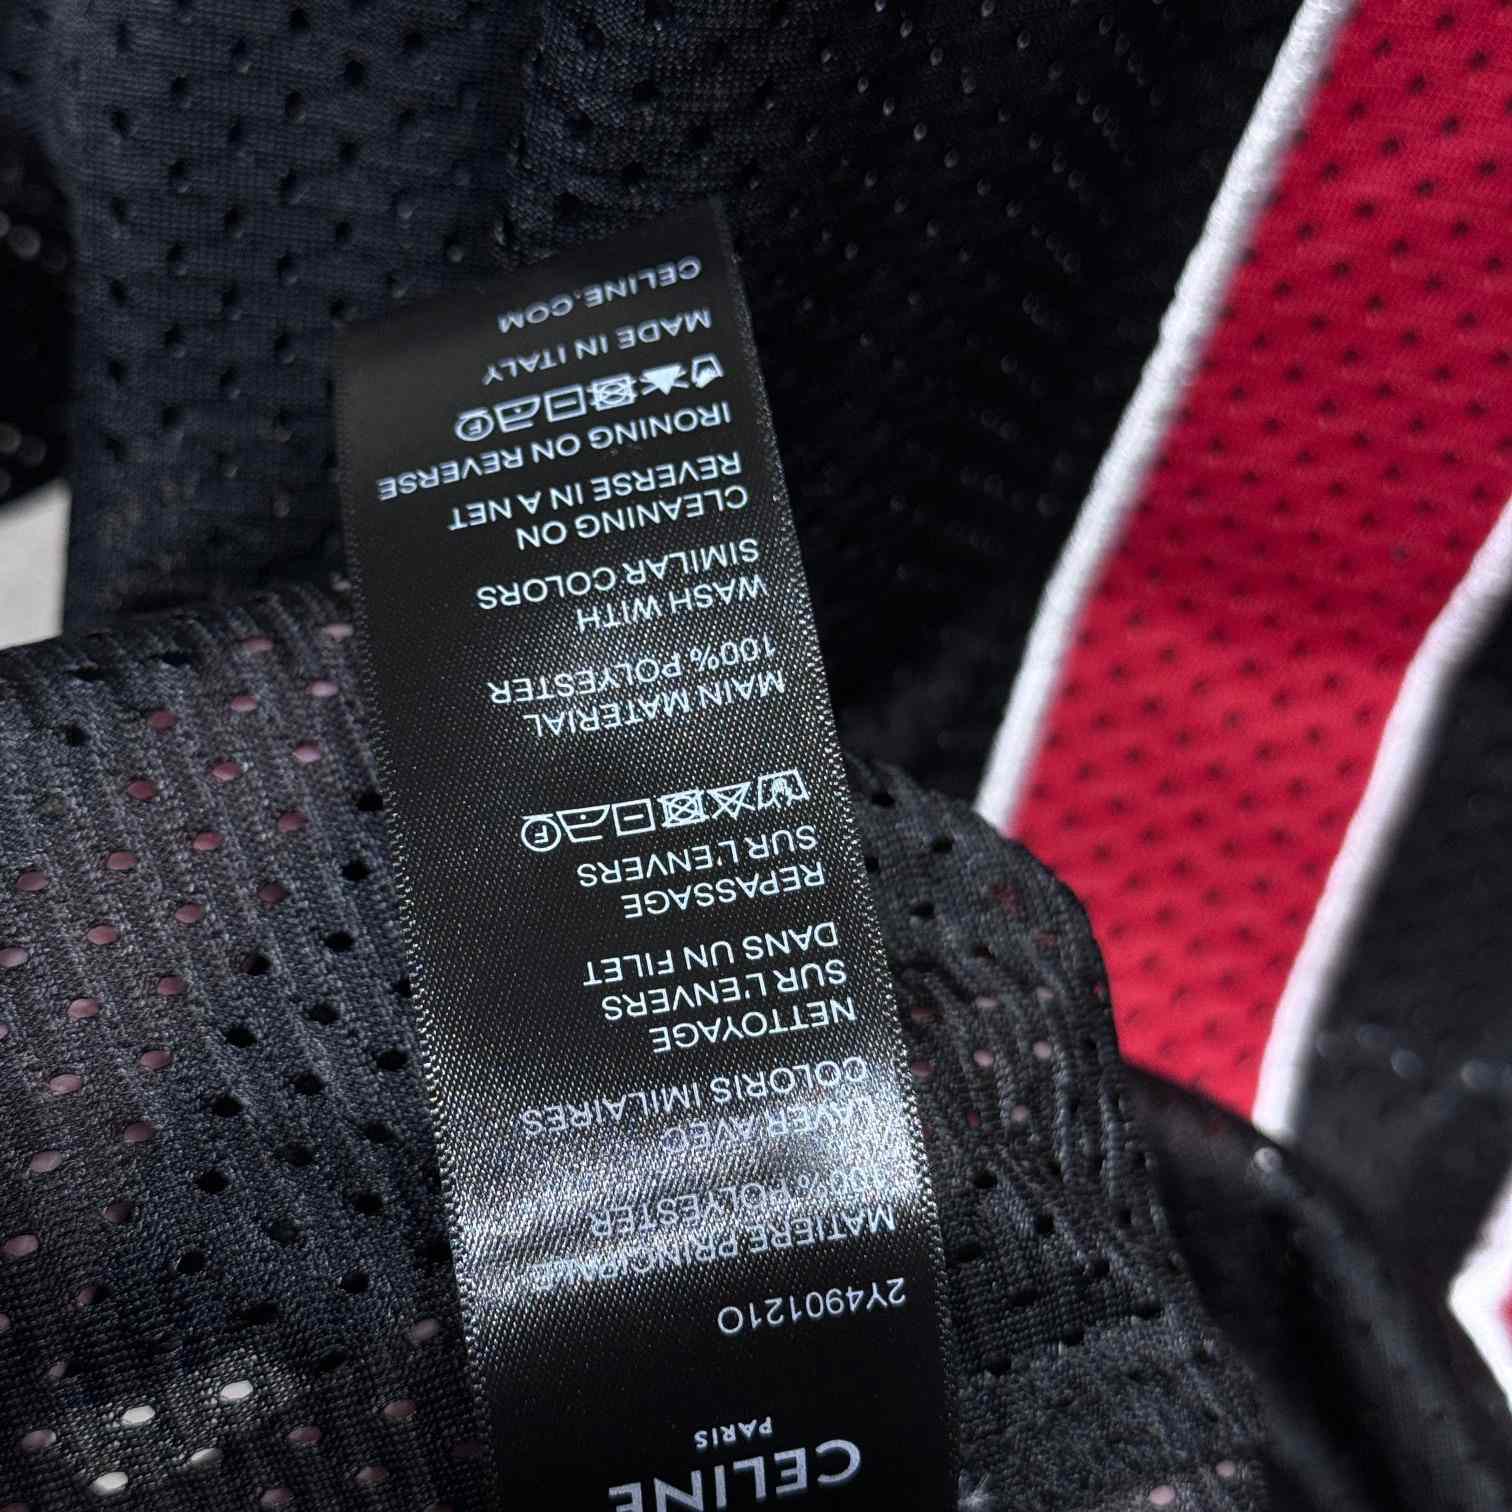 CELINE
PARIS
2Y490121O
MATIERE PRINCIPALE
100% POLYESTER
LAVER AVEC
COLORIS IMILAIRES
NETTOYAGE
SUR L'ENVERS
DANS UN FILET
REPASSAGE
SUR L'ENVERS
F
MAIN MATERIAL
100% POLYESTER
WASH WITH
SIMILAR COLORS
CLEANING ON
REVERSE IN A NET
IRONING ON REVERSE
F
MADE IN ITALY
CELINE.COM